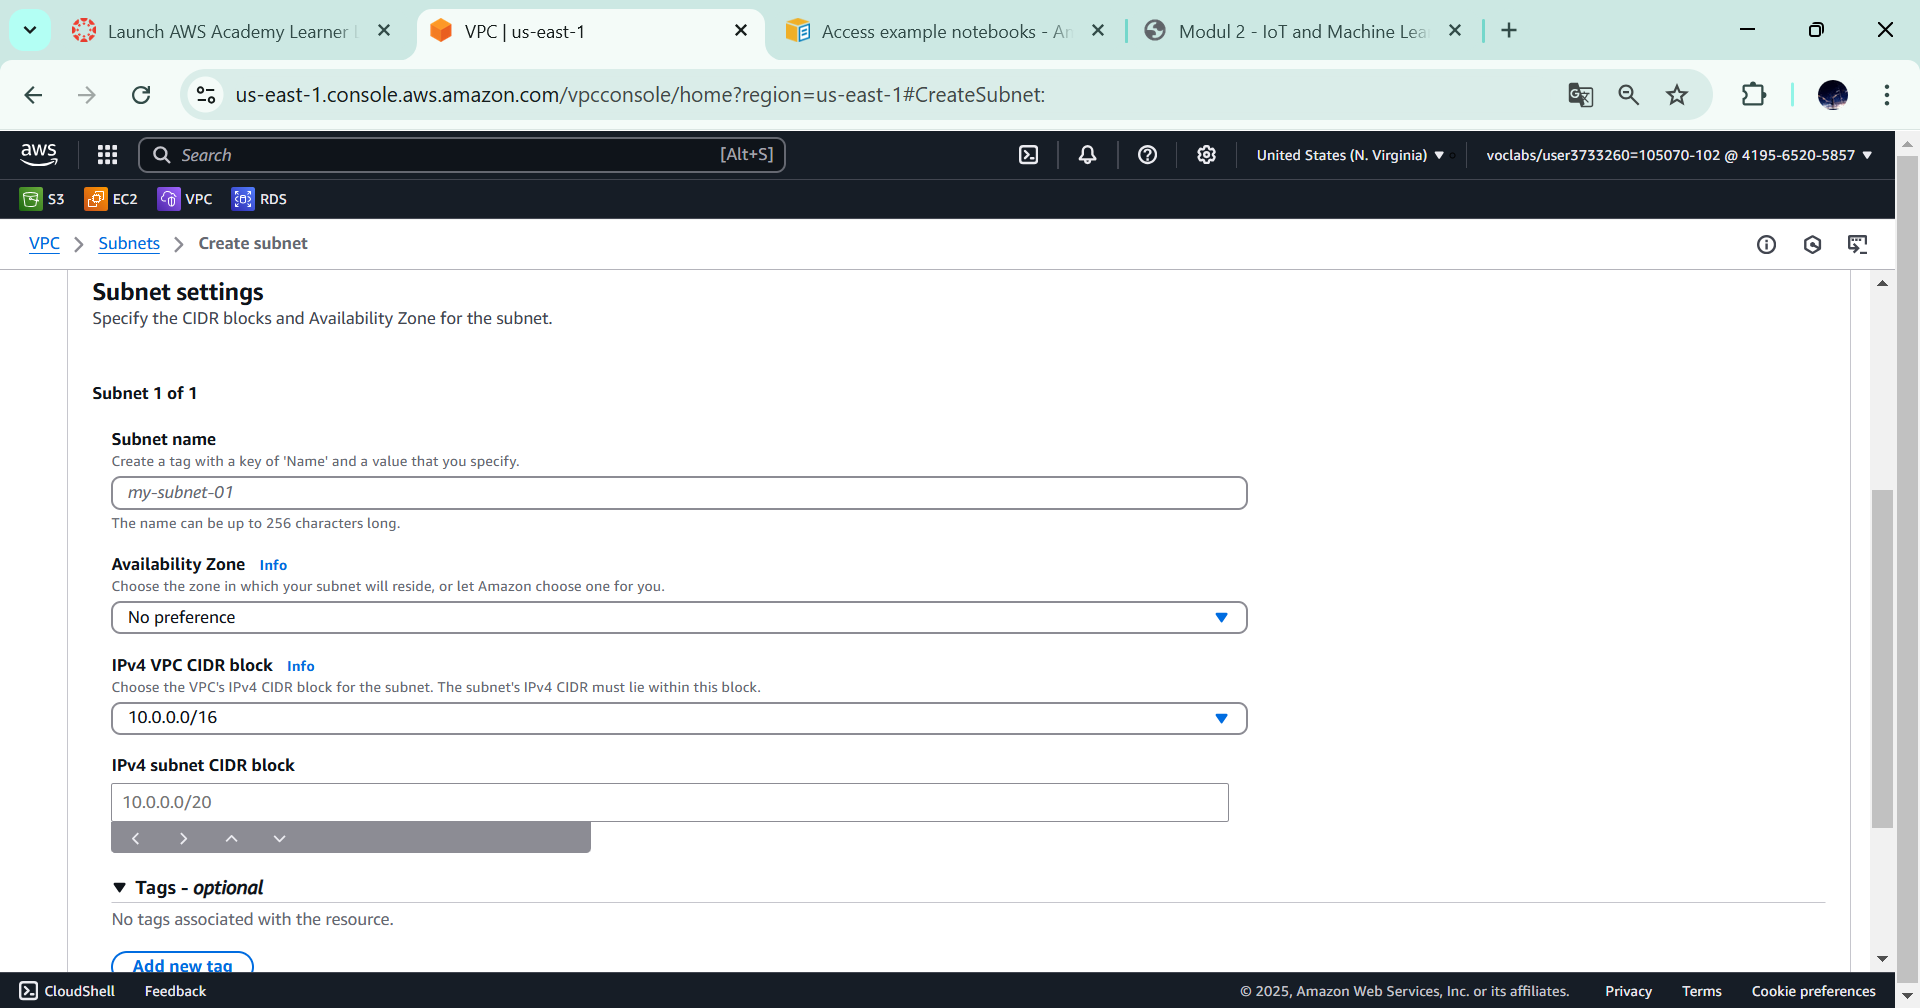 Launch AWS Academy Learner L
VPC | us-east-1
Access example notebooks - Am
Modul 2 - IoT and Machine Lea
us-east-1.console.aws.amazon.com/vpcconsole/home?region=us-east-1#CreateSubnet:
aws
Search
[Alt+S]
United States (N. Virginia)
voclabs/user3733260=105070-102 @ 4195-6520-5857
S3
EC2
VPC
RDS
VPC
Subnets
Create subnet
Subnet settings
Specify the CIDR blocks and Availability Zone for the subnet.
Subnet 1 of 1
Subnet name
Create a tag with a key of 'Name' and a value that you specify.
my-subnet-01
The name can be up to 256 characters long.
Availability Zone Info
Choose the zone in which your subnet will reside, or let Amazon choose one for you.
No preference
IPv4 VPC CIDR block Info
Choose the VPC's IPv4 CIDR block for the subnet. The subnet's IPv4 CIDR must lie within this block.
10.0.0.0/16
IPv4 subnet CIDR block
10.0.0.0/20
Tags - optional
No tags associated with the resource.
Add new tag
CloudShell
Feedback
© 2025, Amazon Web Services, Inc. or its affiliates.
Privacy
Terms
Cookie preferences